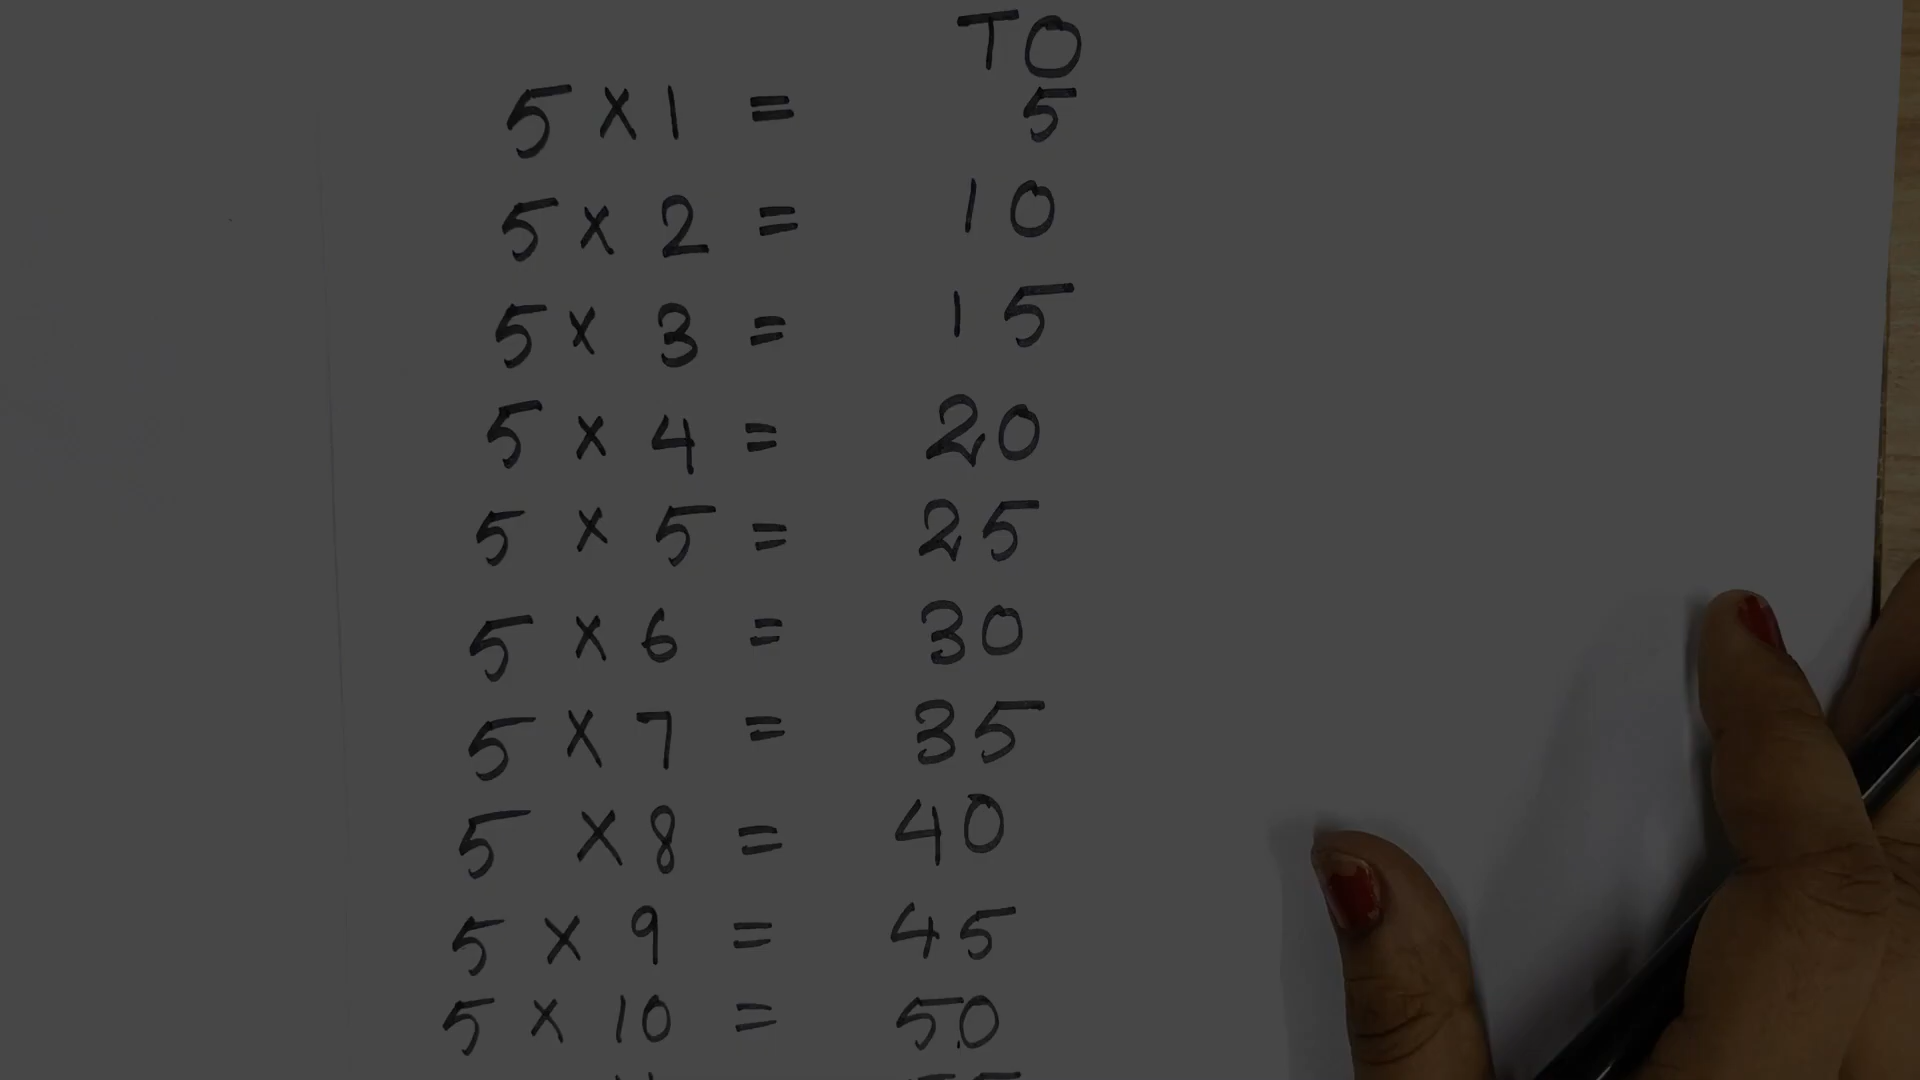 TO
5 × 1 = 5
5 × 2 = 10
5 × 3 = 15
5 × 4 = 20
5 × 5 = 25
5 × 6 = 30
5 × 7 = 35
5 × 8 = 40
5 × 9 = 45
5 × 10 = 50